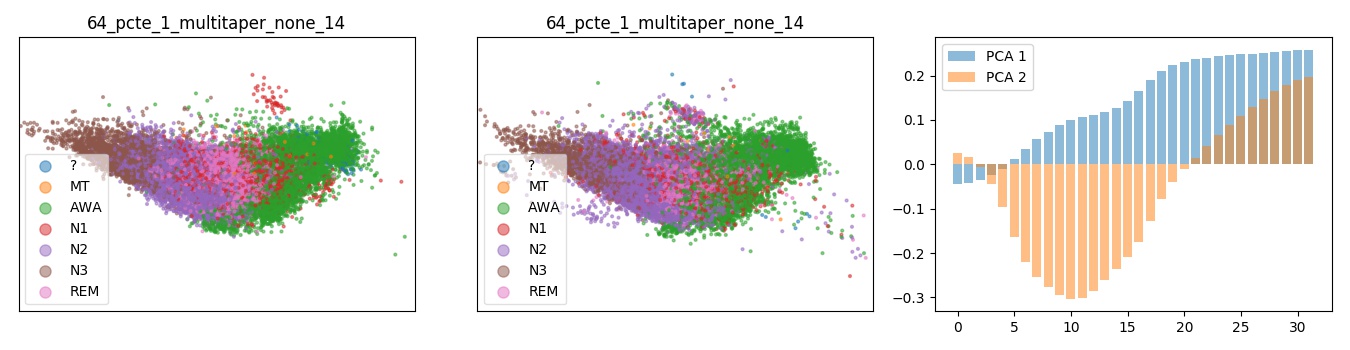 64_pcte_1_multitaper_none_14
?
MT
AWA
N1
N2
N3
REM
64_pcte_1_multitaper_none_14
?
MT
AWA
N1
N2
N3
REM
PCA 1
PCA 2
0.2
0.1
0.0
−0.1
−0.2
−0.3
0 5 10 15 20 25 30